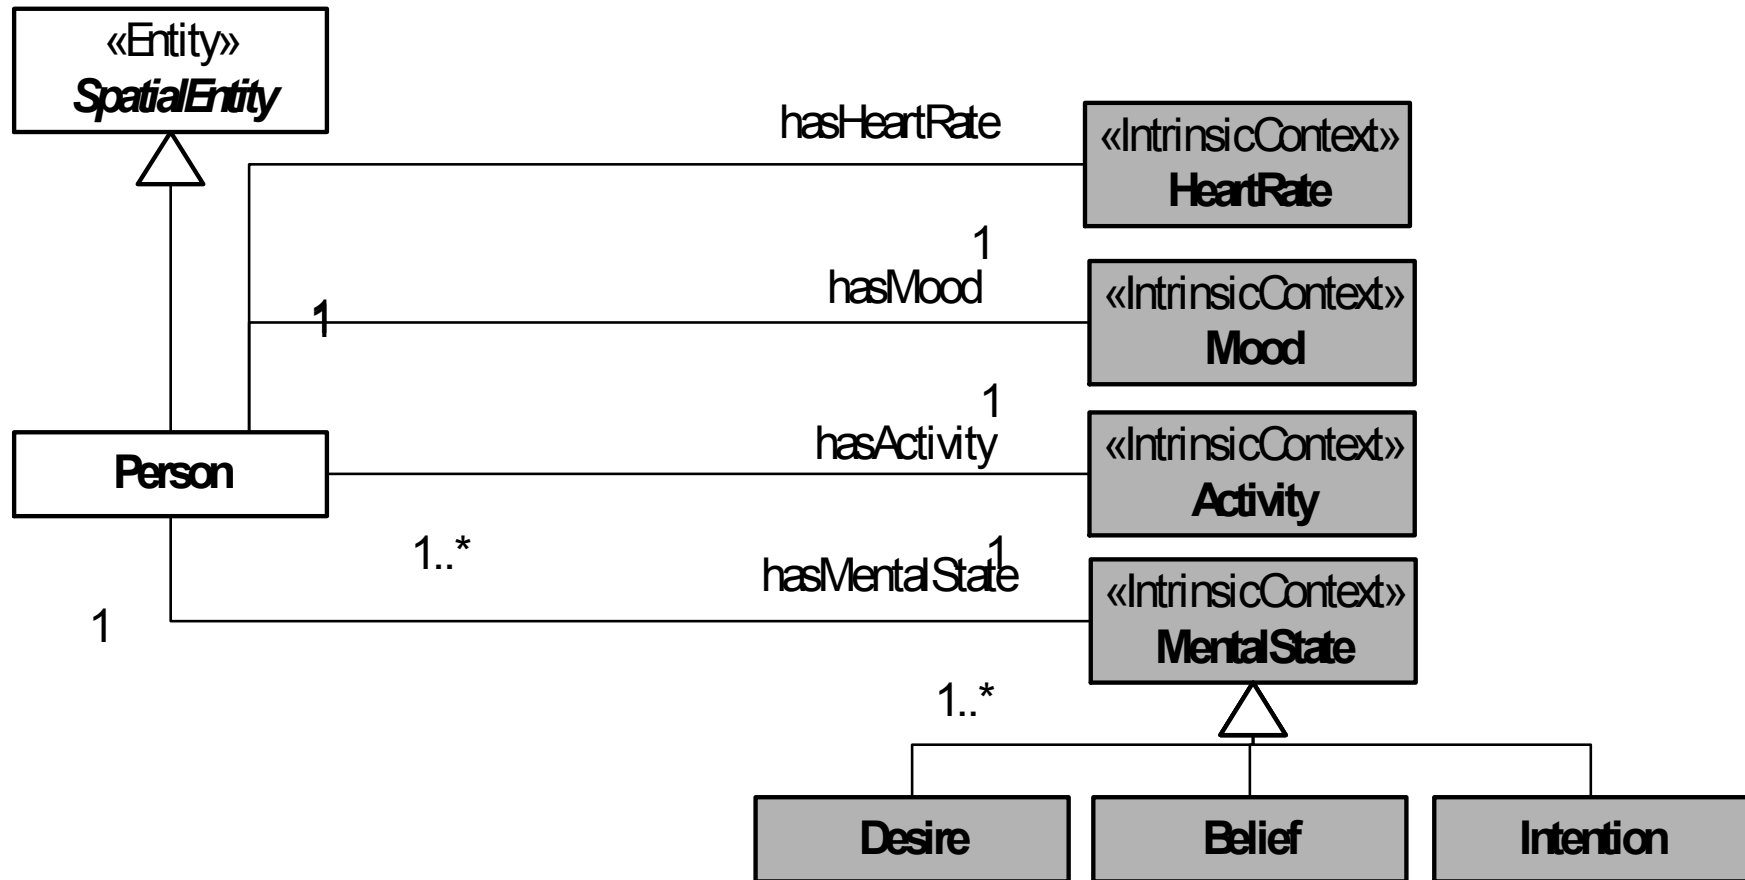 «Entity»
SpatialEntity
hasHeartRate
«IntrinsicContext»
HeartRate
1
hasMood
«IntrinsicContext»
Mood
1
1
hasActivity
«IntrinsicContext»
Activity
Person
1..*
1
hasMentalState
«IntrinsicContext»
MentalState
1
1..*
Desire
Belief
Intention